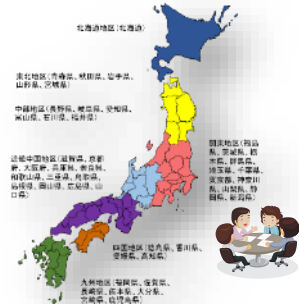 北海道地区(北海道)
東北地区(青森県、秋田県、岩手県、
山形県、宮城県)
中部地区(長野県、岐阜県、愛知県、
富山県、石川県、福井県)
近畿中国地区(滋賀県、京都
府、大阪府、兵庫県、奈良県、
和歌山県、三重県、鳥取県、
島根県、岡山県、広島県、山
口県)
関東地区(福島
県、茨城県、栃
木県、群馬県、
埼玉県、千葉県、
東京都、神奈川
県、山梨県、静
岡県、新潟県)
四国地区(徳島県、香川県、
愛媛県、高知県)
九州地区(福岡県、佐賀県、
長崎県、熊本県、大分県、
宮崎県、鹿児島県)